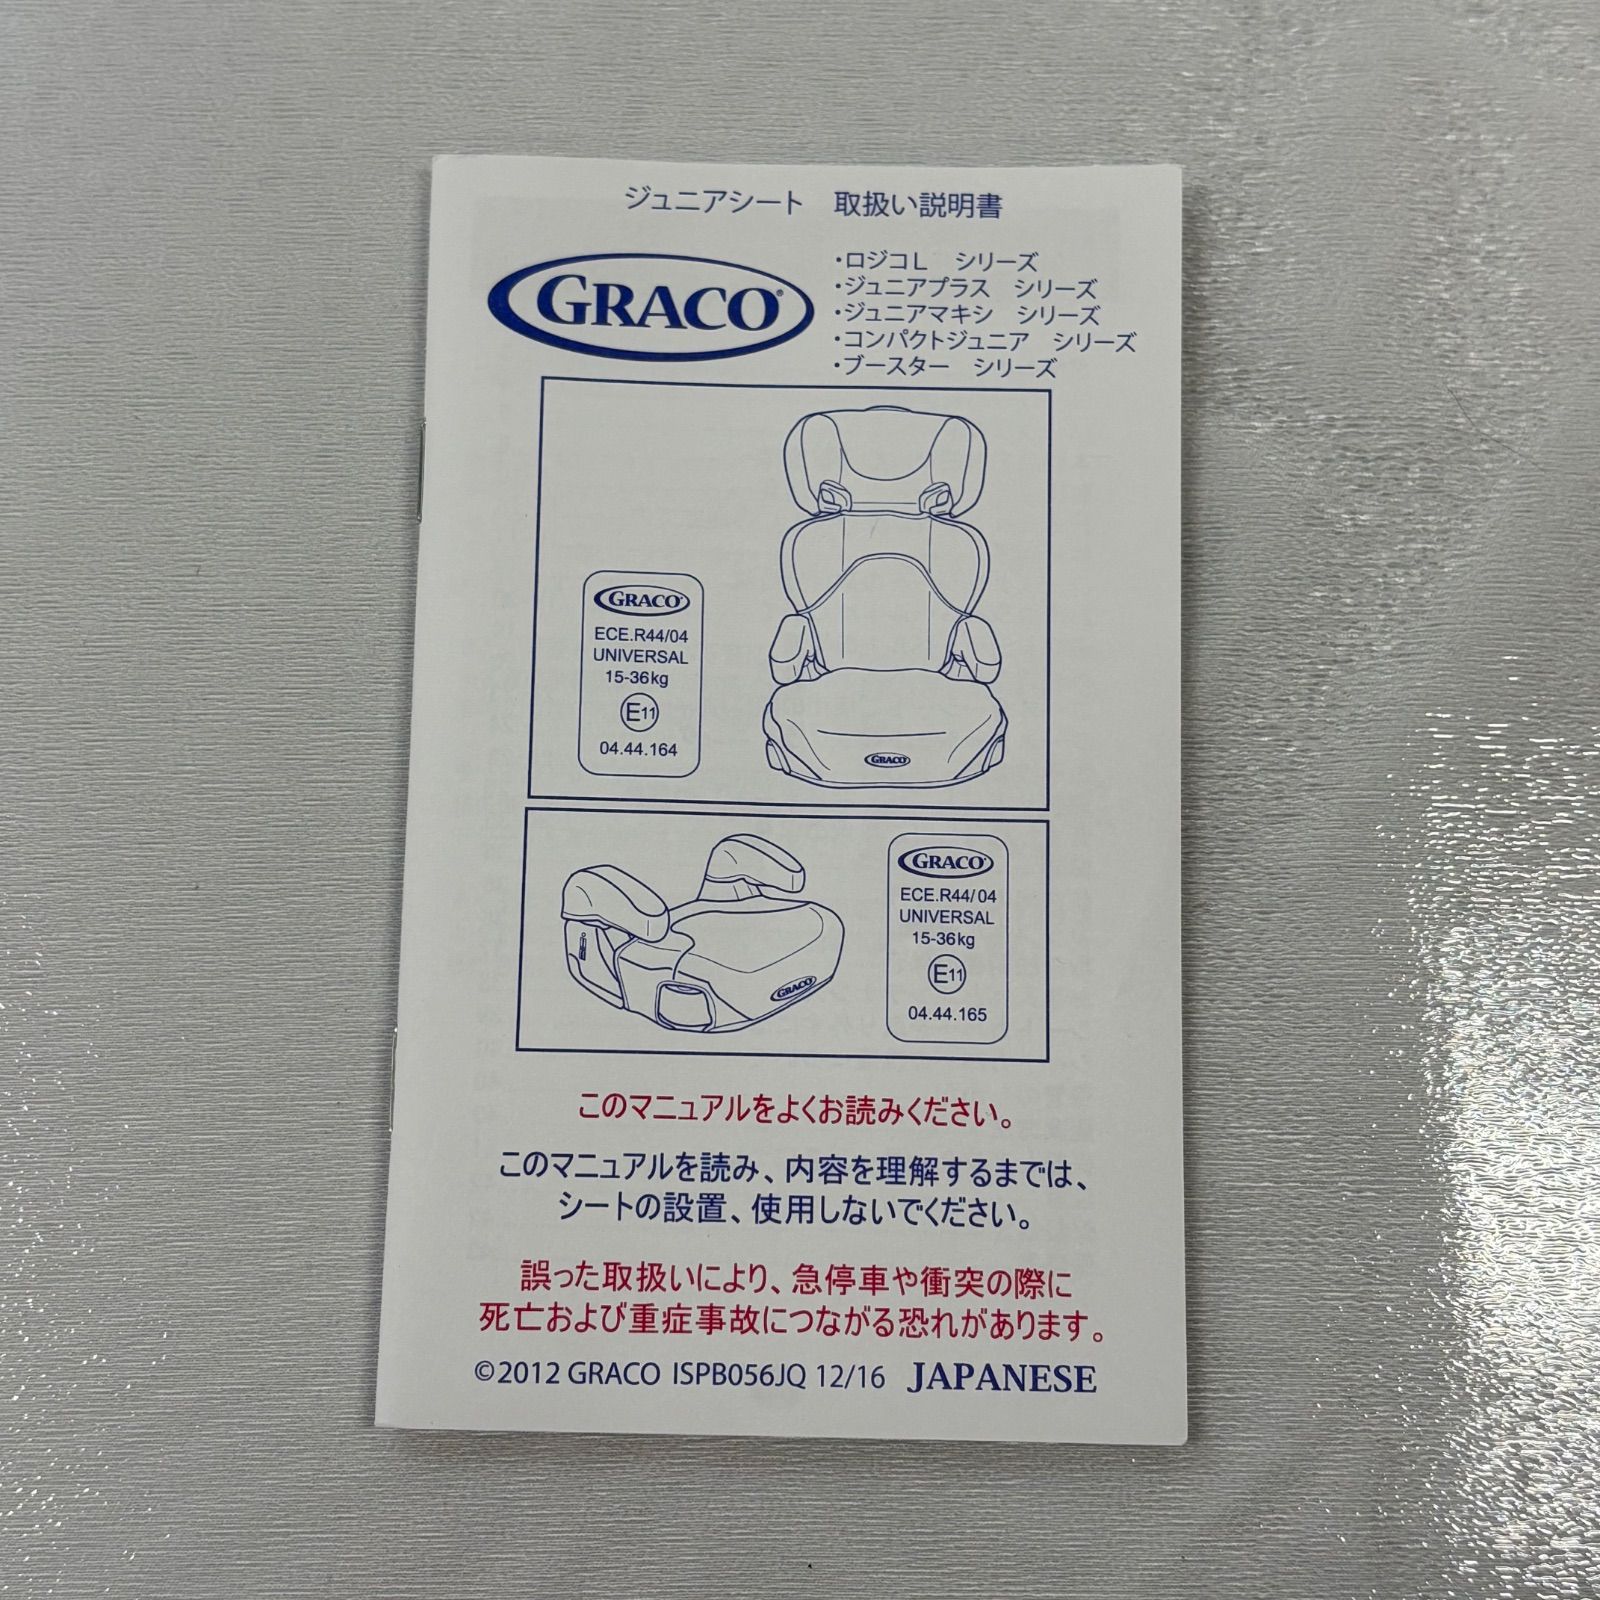 ジュニアシート 取扱い説明書
GRACO®
・ロジコL シリーズ
・ジュニアプラス シリーズ
・ジュニアマキシ シリーズ
・コンパクトジュニア シリーズ
・ブースター シリーズ
GRACO
ECE.R44/04
UNIVERSAL
15-36kg
E11
04.44.164
GRACO
GRACO
ECE.R44/04
UNIVERSAL
15-36kg
E11
04.44.165
GRACO
このマニュアルをよくお読みください。
このマニュアルを読み、内容を理解するまでは、
シートの設置、使用しないでください。
誤った取扱いにより、急停車や衝突の際に
死亡および重症事故につながる恐れがあります。
©2012 GRACO ISPB056JQ 12/16 JAPANESE